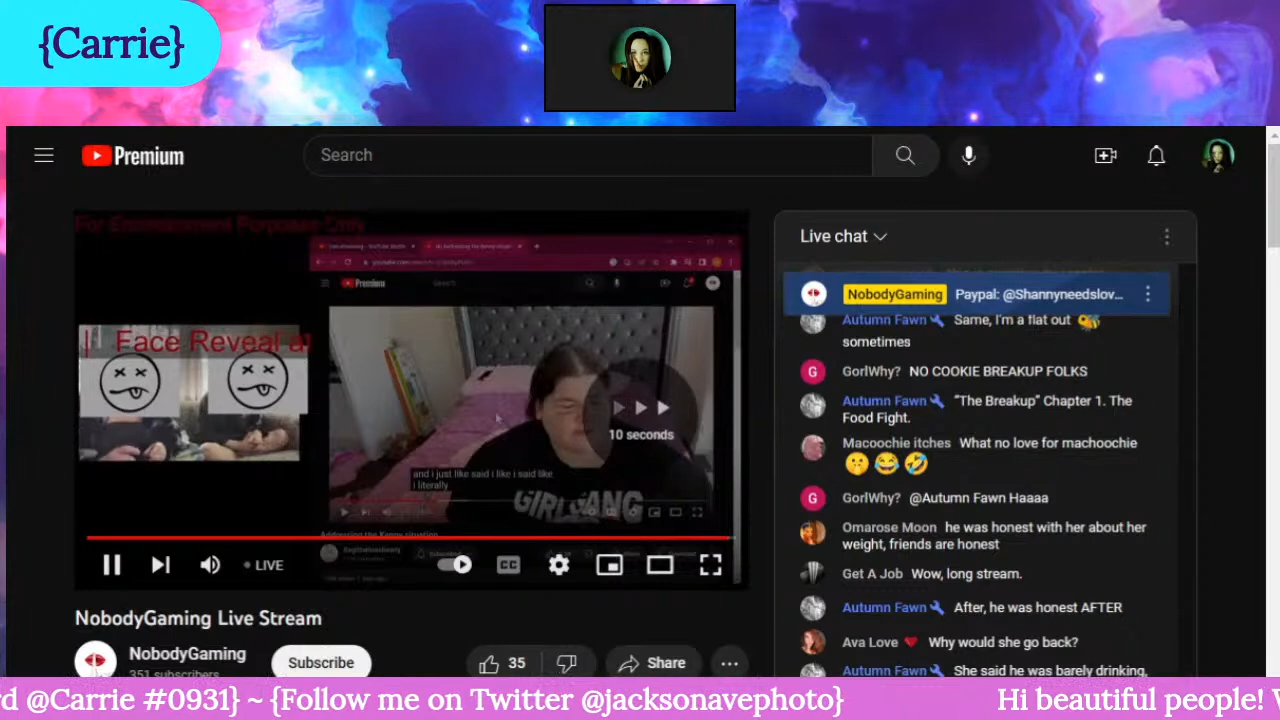 {Carrie}
Premium
Search
For Entertainment Purposes Only
Face Reveal a
Premium
10 seconds
and i just like said i like i said like
i literally
GIRLGANG
LIVE
CC
NobodyGaming Live Stream
NobodyGaming
351 subscribers
Subscribe
35
Share
Live chat
NobodyGaming Paypal: @Shannyneedslov...
Autumn Fawn Same, I'm a flat out
sometimes
GorlWhy? NO COOKIE BREAKUP FOLKS
Autumn Fawn “The Breakup” Chapter 1. The
Food Fight.
Macoochie itches What no love for machoochie
GorlWhy? @Autumn Fawn Haaaa
Omarose Moon he was honest with her about her
weight, friends are honest
Get A Job Wow, long stream.
Autumn Fawn After, he was honest AFTER
Ava Love Why would she go back?
Autumn Fawn She said he was barely drinking,
rd @Carrie #0931} ~ {Follow me on Twitter @jacksonavephoto} Hi beautiful people!